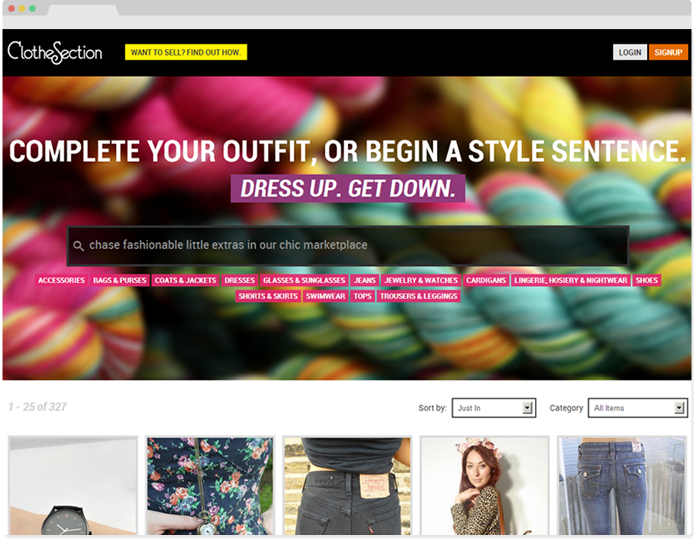 ClotheSection
WANT TO SELL? FIND OUT HOW.
LOGIN
SIGNUP
COMPLETE YOUR OUTFIT, OR BEGIN A STYLE SENTENCE.
DRESS UP. GET DOWN.
chase fashionable little extras in our chic marketplace
ACCESSORIES BAGS & PURSES COATS & JACKETS DRESSES GLASSES & SUNGLASSES JEANS JEWELRY & WATCHES CARDIGANS LINGERIE, HOSIERY & NIGHTWEAR SHOES
SHORTS & SKIRTS SWIMWEAR TOPS TROUSERS & LEGGINGS
1 - 25 of 327
Sort by: Just In
Category All Items